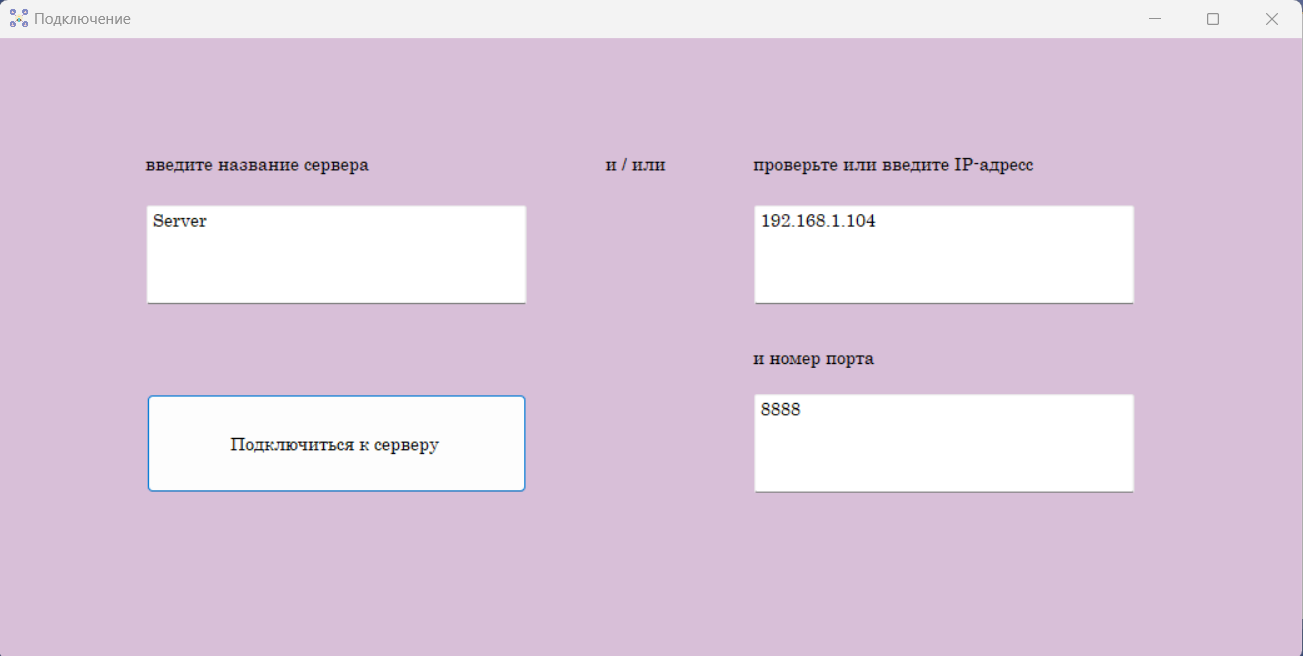 Подключение
введите название сервера
и / или
проверьте или введите IP-адресс
Server
192.168.1.104
и номер порта
8888
Подключиться к серверу